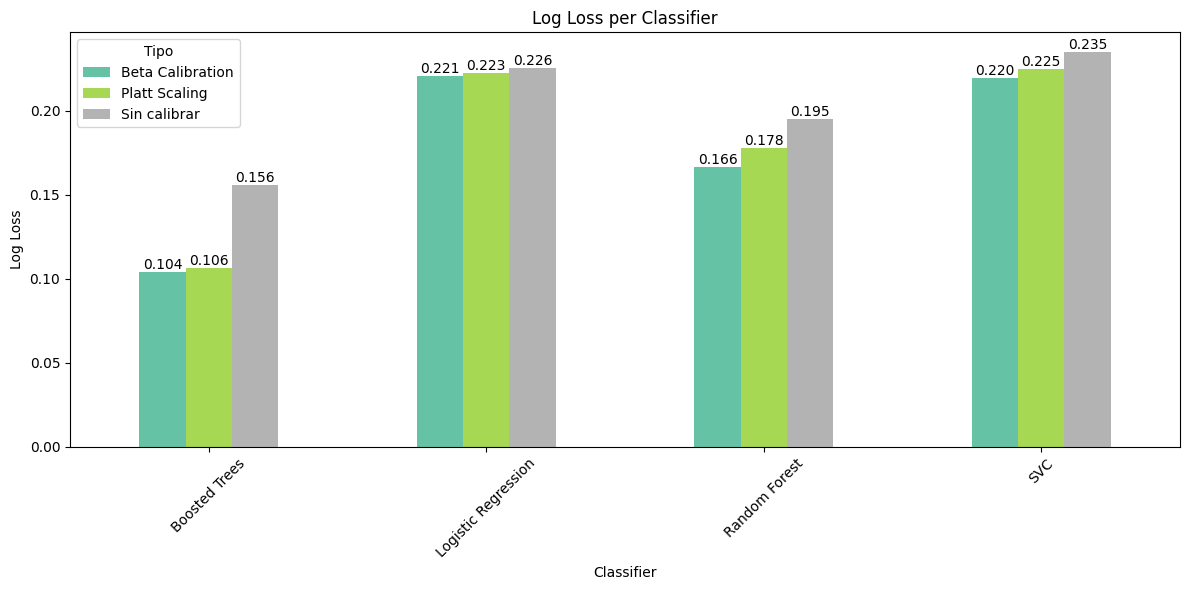 Log Loss per Classifier
Tipo
Beta Calibration
Platt Scaling
Sin calibrar
Log Loss
0.20
0.15
0.10
0.05
0.00
0.104
0.106
0.156
0.221
0.223
0.226
0.166
0.178
0.195
0.220
0.225
0.235
Boosted Trees
Logistic Regression
Random Forest
SVC
Classifier